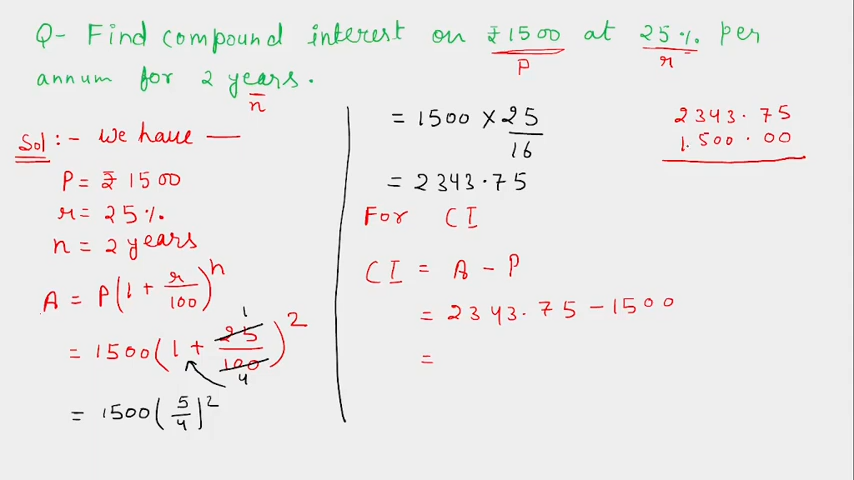 Q- Find compound interest on ₹1500 at 25% per
P
r
annum for 2 years.
n
Sol :- we have —
P = ₹1500
r = 25%.
n = 2 years
A = P(1 + r/100)^n
= 1500(1 + 25/100)^2
1
4
= 1500(5/4)^2
= 1500 × 25/16
= 2343.75
For CI
CI = A - P
= 2343.75 - 1500
=
2343.75
1500.00